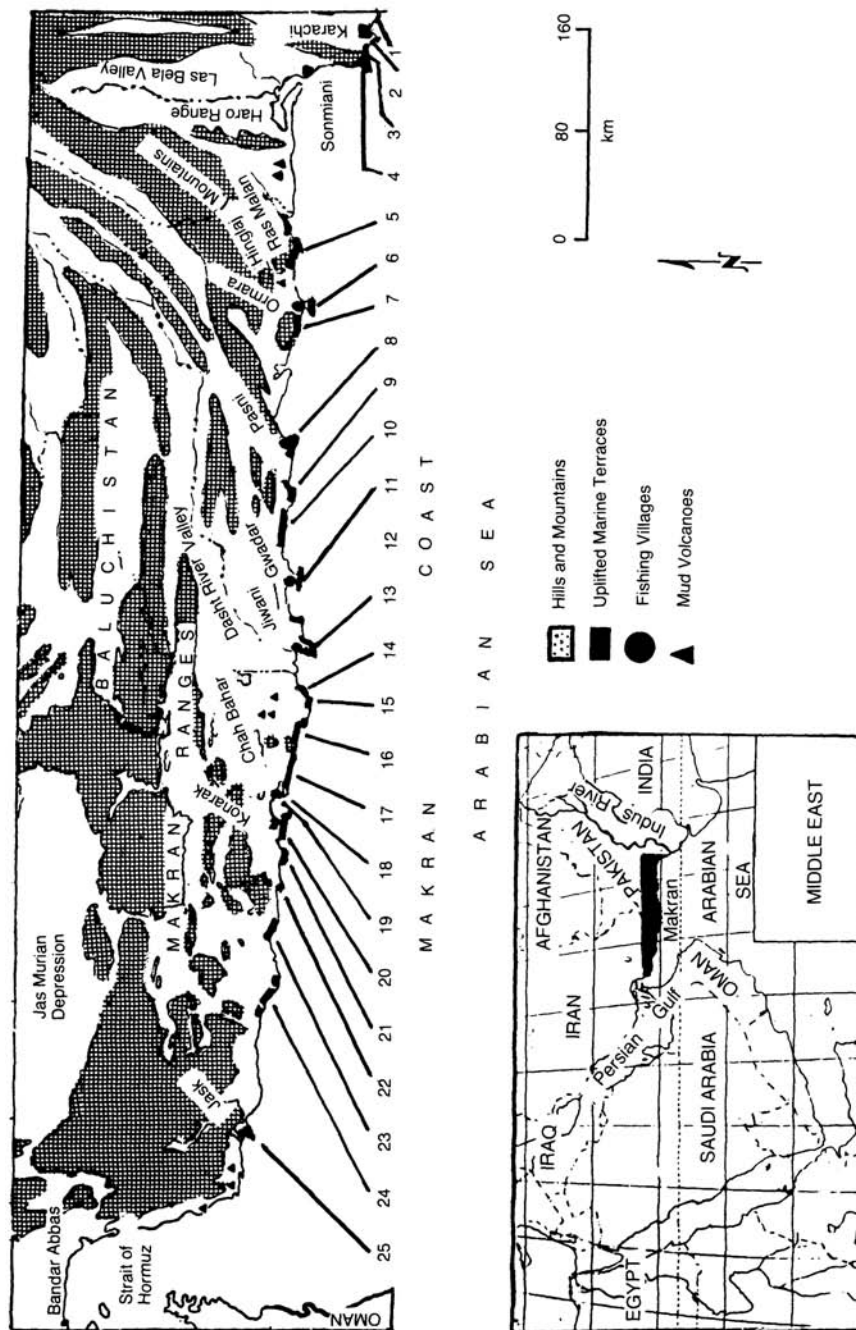 Bandar Abbas
Strait of
Hormuz
OMAN
Jas Murian
Depression
Jask
MAKRAN
RANGES
BALUCHISTAN
Konarak
Chah Bahar
Dasht River Valley
Jiwani
Gwadar
Pasni
Ormara
Hinglaj
Mountains
Ras Malan
Haro Range
Las Bela Valley
Sonmiani
Karachi
25 24 23 22 21 20 19 18 17 16 15 14 13 12 11 10 9 8 7 6 5 4 3 2 1
MAKRAN COAST
ARABIAN SEA
EGYPT
IRAQ
IRAN
AFGHANISTAN
PAKISTAN
Indus River
INDIA
Persian
Gulf
Makran
SAUDI ARABIA
OMAN
ARABIAN
SEA
MIDDLE EAST
Hills and Mountains
Uplifted Marine Terraces
Fishing Villages
Mud Volcanoes
N
0 80 160
km